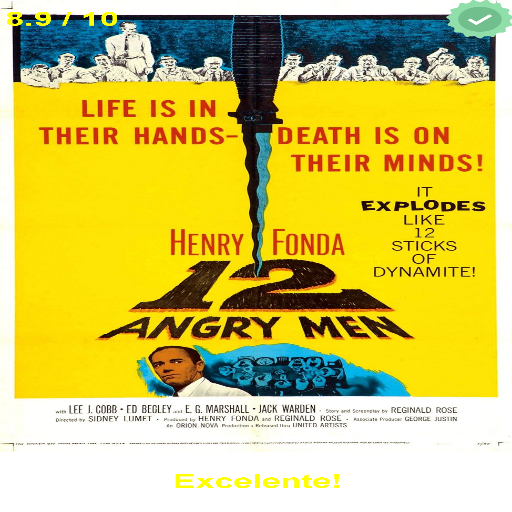 8.9 / 10
LIFE IS IN
THEIR HANDS- DEATH IS ON
THEIR MINDS!
IT
EXPLODES
LIKE
12
STICKS
OF
DYNAMITE!
HENRY FONDA
12
ANGRY MEN
with LEE J. COBB • ED BEGLEY and E. G. MARSHALL • JACK WARDEN • Story and Screenplay by REGINALD ROSE
Directed by SIDNEY LUMET • Produced by HENRY FONDA and REGINALD ROSE • Associate Producer GEORGE JUSTIN
An ORION NOVA Production • Released thru UNITED ARTISTS
Excelente!